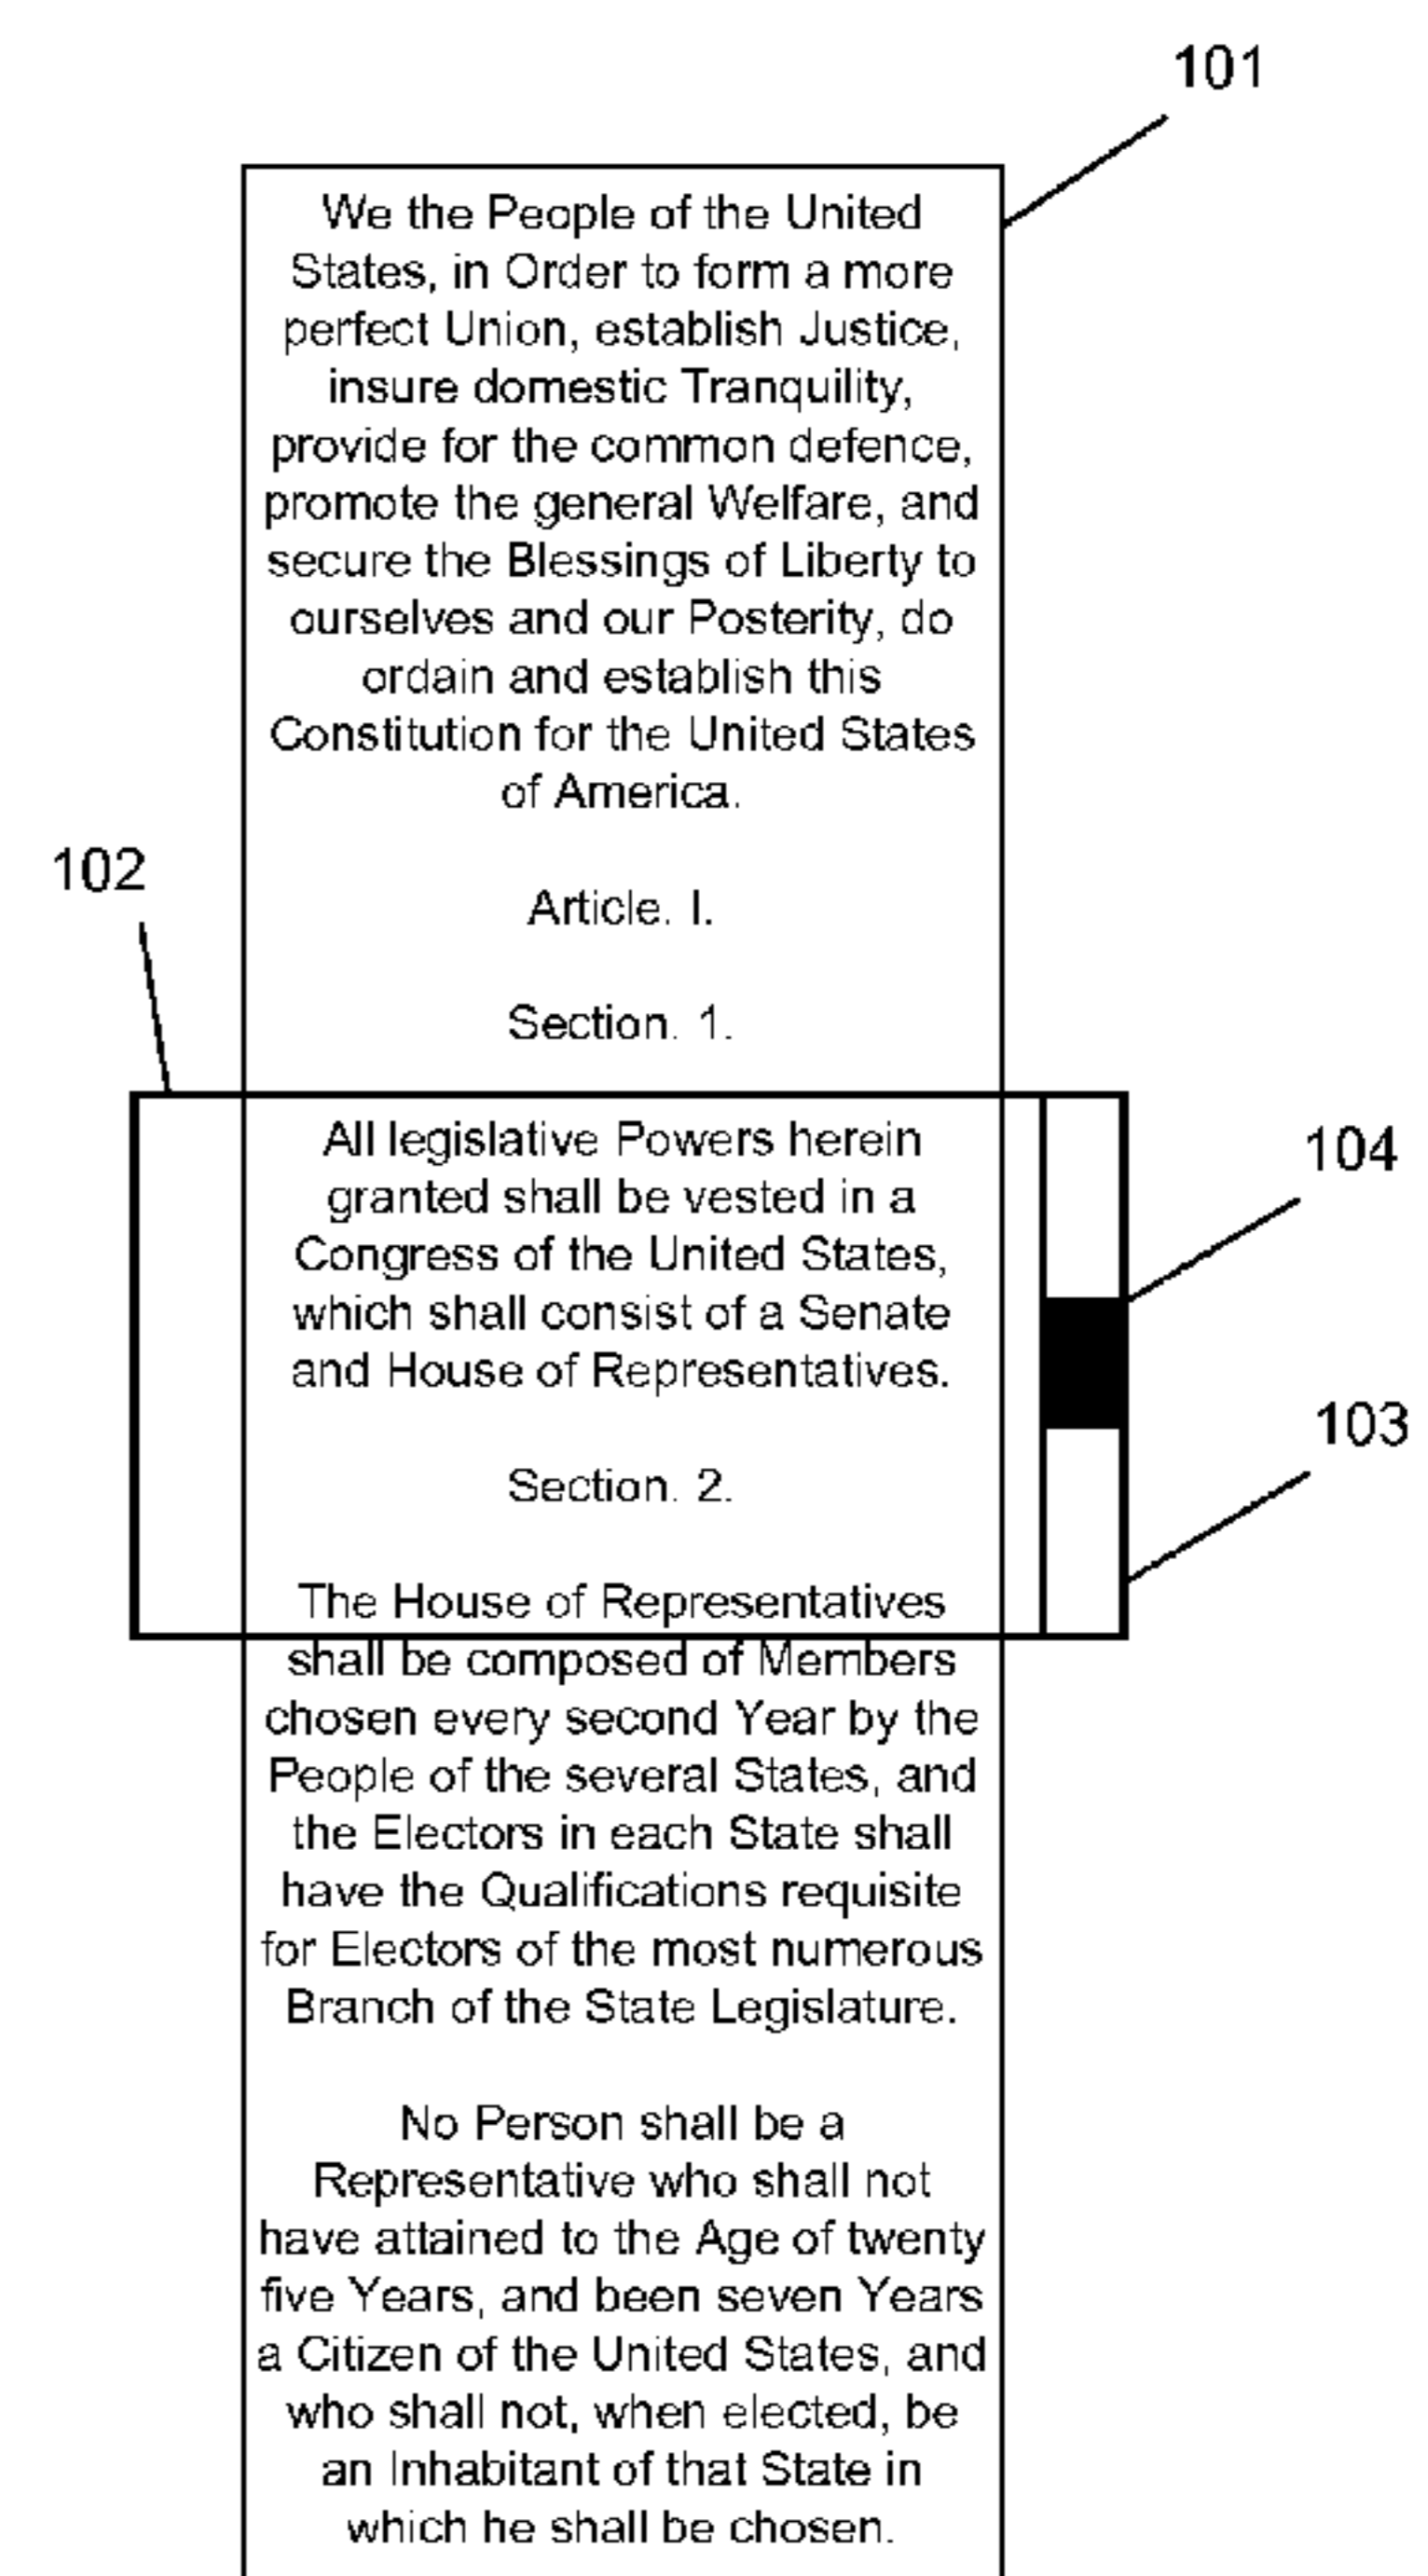 101
We the People of the United
States, in Order to form a more
perfect Union, establish Justice,
insure domestic Tranquility,
provide for the common defence,
promote the general Welfare, and
secure the Blessings of Liberty to
ourselves and our Posterity, do
ordain and establish this
Constitution for the United States
of America.
102
Article. I.
Section. 1.
All legislative Powers herein
granted shall be vested in a
Congress of the United States,
which shall consist of a Senate
and House of Representatives.
104
103
Section. 2.
The House of Representatives
shall be composed of Members
chosen every second Year by the
People of the several States, and
the Electors in each State shall
have the Qualifications requisite
for Electors of the most numerous
Branch of the State Legislature.
No Person shall be a
Representative who shall not
have attained to the Age of twenty
five Years, and been seven Years
a Citizen of the United States, and
who shall not, when elected, be
an Inhabitant of that State in
which he shall be chosen.